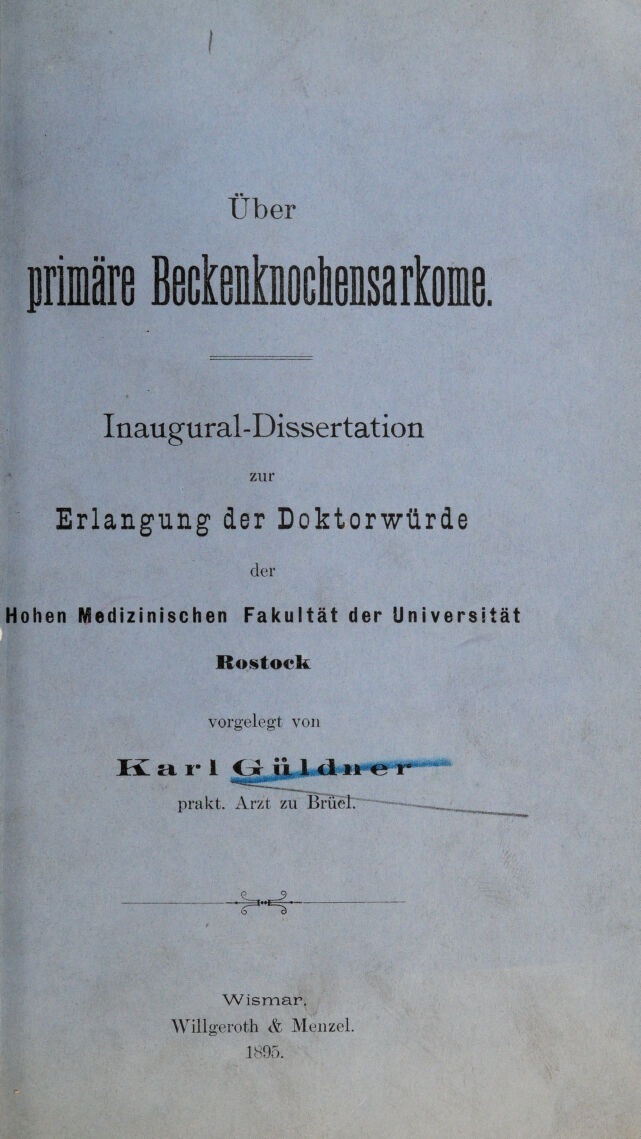 Über
primäre Beckenknochensarkome.
Inaugural-Dissertation
zur
Erlangung der Doktorwürde
der
Hohen Medizinischen Fakultät der Universität
Rostock
vorgelegt von
Karl Güldner
prakt. Arzt zu Brüel.
Wismar.
Willgeroth & Menzel.
1895.